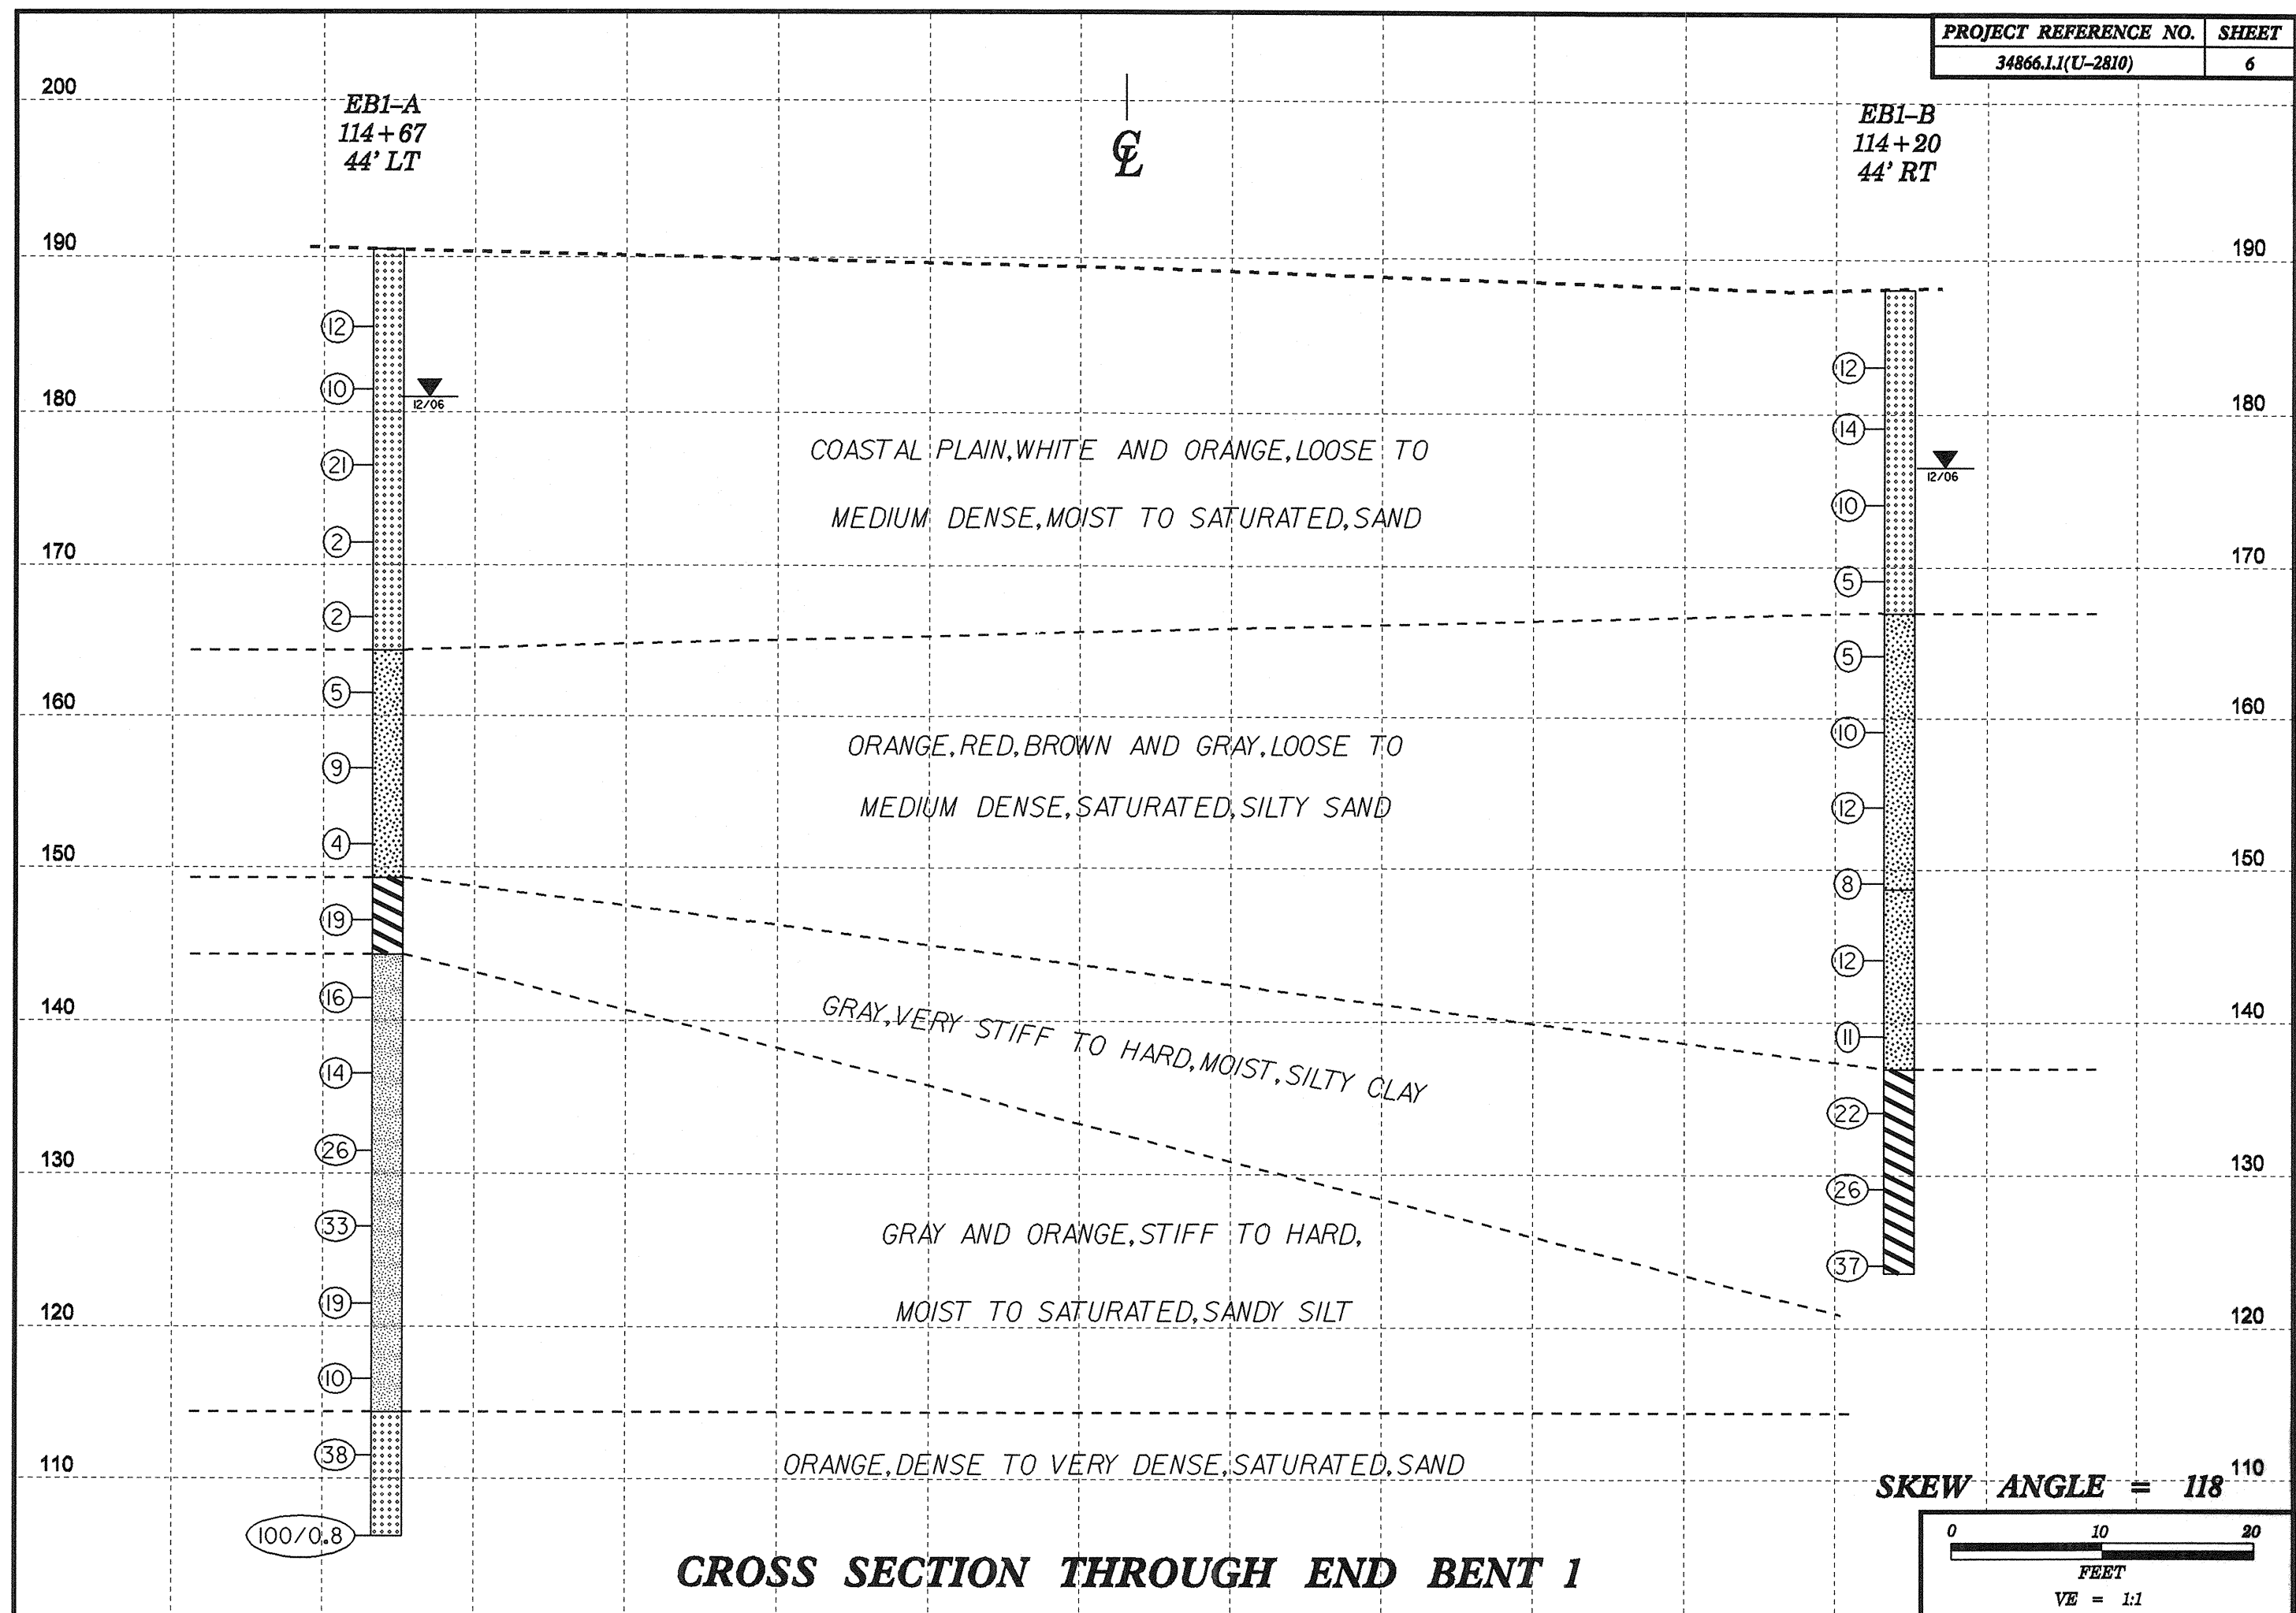 PROJECT REFERENCE NO. SHEET
34866.1.1(U-2810) 6
200
EB1-A
114+67
44' LT
CL
EB1-B
114+20
44' RT
190
190
12
12
10
12/06
180
180
14
COASTAL PLAIN, WHITE AND ORANGE, LOOSE TO
21
12/06
MEDIUM DENSE, MOIST TO SATURATED, SAND
10
2
170
170
5
2
5
5
160
160
10
ORANGE, RED, BROWN AND GRAY, LOOSE TO
9
MEDIUM DENSE, SATURATED, SILTY SAND
12
4
150
150
8
19
12
16
140
140
GRAY, VERY STIFF TO HARD, MOIST, SILTY CLAY
11
14
22
26
130
130
26
33
GRAY AND ORANGE, STIFF TO HARD,
37
19
MOIST TO SATURATED, SANDY SILT
120
120
10
38
110
110
ORANGE, DENSE TO VERY DENSE, SATURATED, SAND
SKEW ANGLE = 118
100/0.8
CROSS SECTION THROUGH END BENT 1
0 10 20
FEET
VE = 1:1